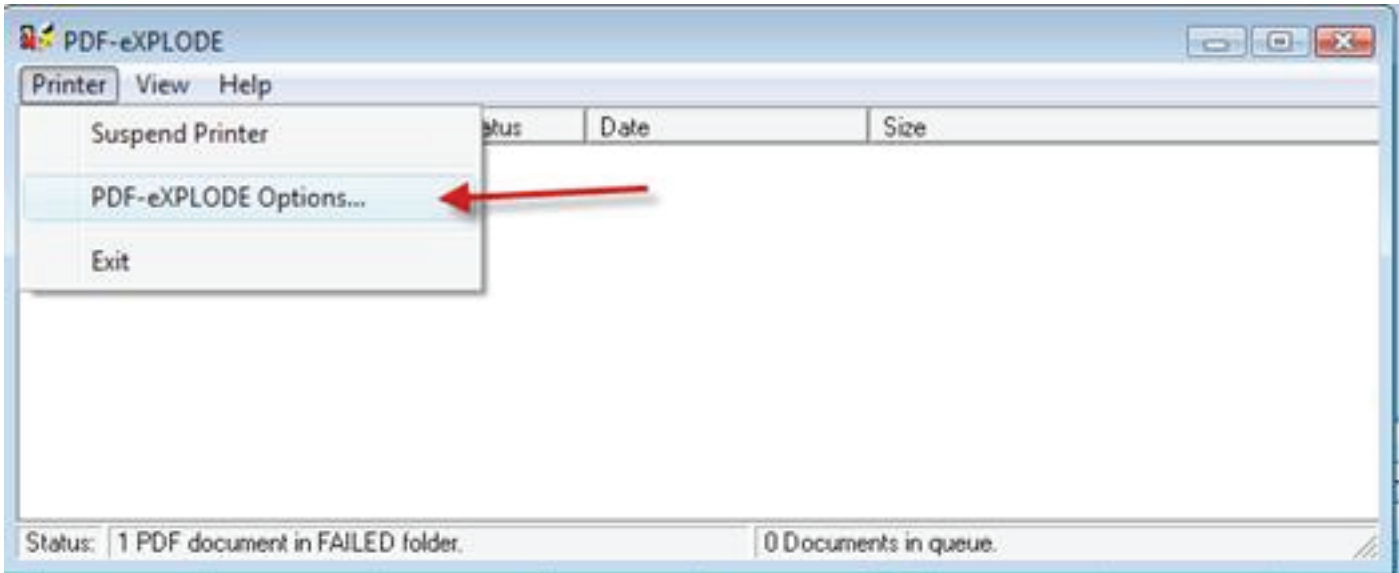 PDF-eXPLODE
Printer View Help
Suspend Printer
atus Date Size
PDF-eXPLODE Options...
Exit
Status: 1 PDF document in FAILED folder. 0 Documents in queue.